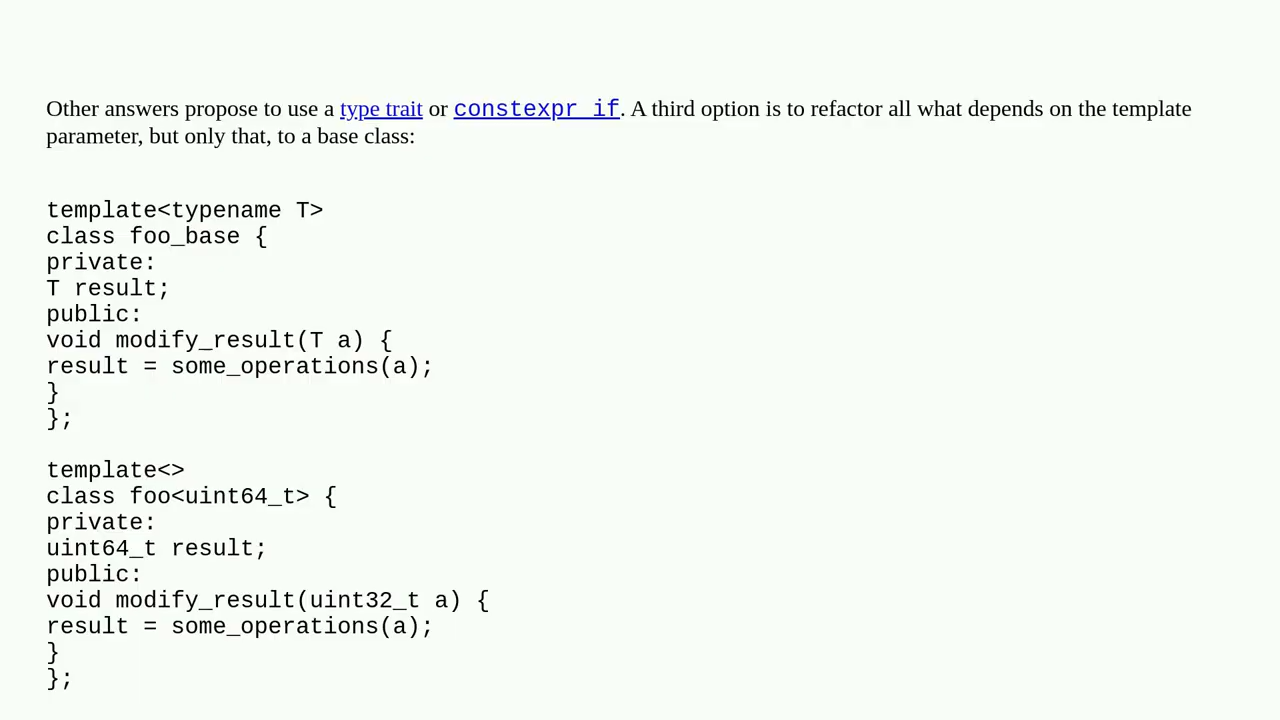 Other answers propose to use a type trait or constexpr if. A third option is to refactor all what depends on the template
parameter, but only that, to a base class:
template<typename T>
class foo_base {
private:
T result;
public:
void modify_result(T a) {
result = some_operations(a);
}
};
template<>
class foo<uint64_t> {
private:
uint64_t result;
public:
void modify_result(uint32_t a) {
result = some_operations(a);
}
};